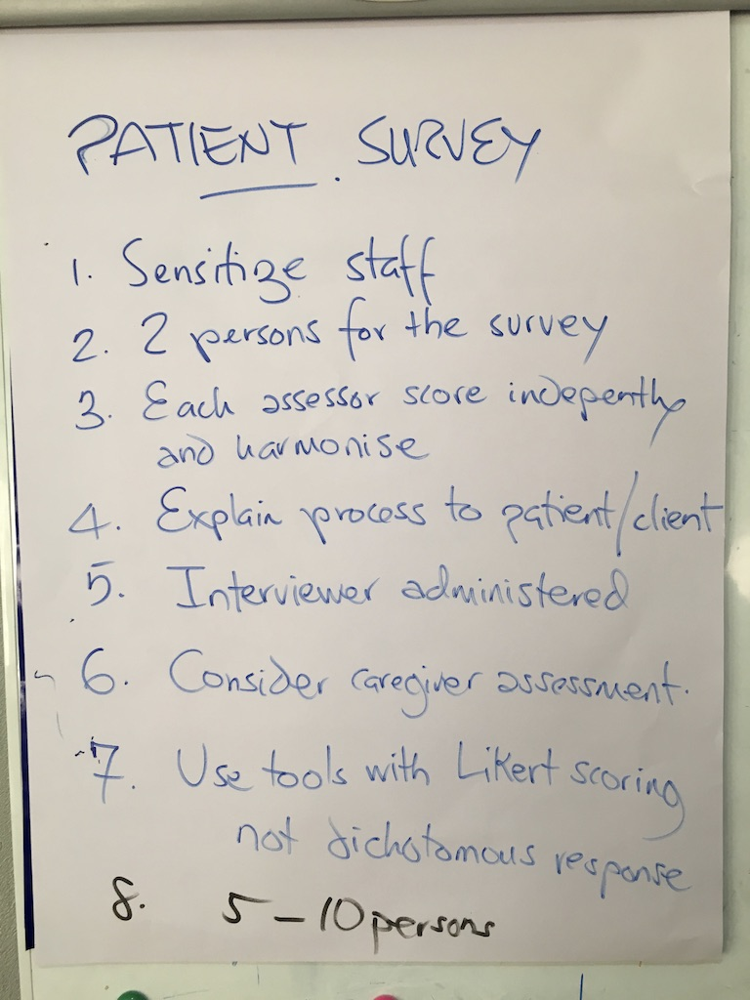 PATIENT. SURVEY
1. Sensitize staff
2. 2 persons for the survey
3. Each assessor score indepently
and harmonise
4. Explain process to patient/client
5. Interviewer administered
6. Consider caregiver assessment.
7. Use tools with Likert scoring
not dichotomous response
8. 5-10 persons